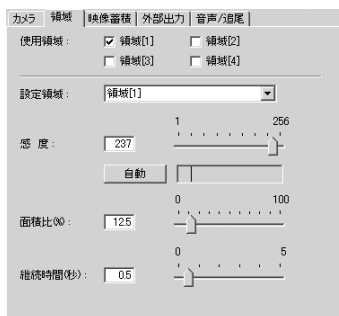 カメラ 領域 映像蓄積 外部出力 音声/追尾
使用領域： 領域[1] 領域[2]
領域[3] 領域[4]
設定領域： 領域[1]
1 256
感 度： 237
自動
0 100
面積比(%)： 12.5
0 5
継続時間(秒)： 0.5